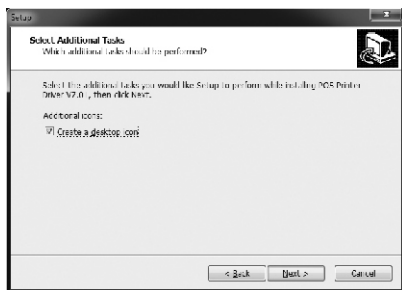 Setup
Select Additional Tasks
Which additional tasks should be performed?
Select the additional tasks you would like Setup to perform while installing POS Printer
Driver V7.01, then click Next.
Additional icons:
Create a desktop icon
< Back
Next >
Cancel